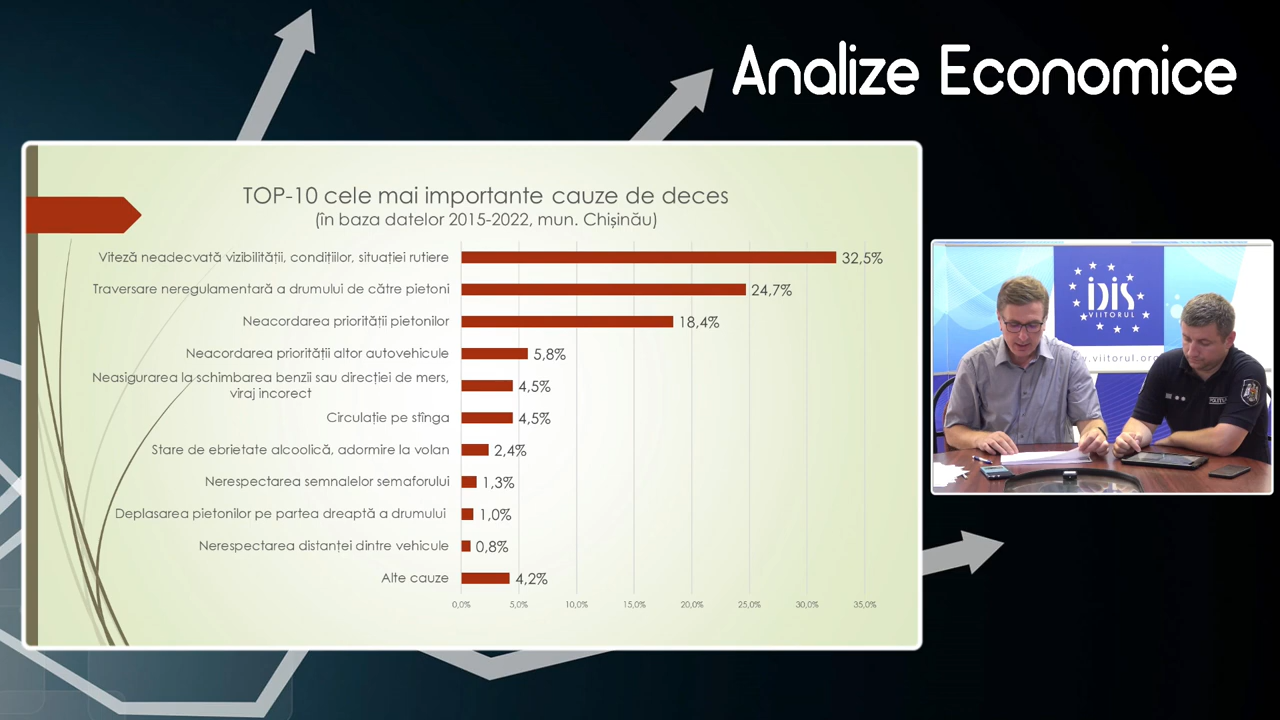 Analize Economice
TOP-10 cele mai importante cauze de deces
(în baza datelor 2015-2022, mun. Chișinău)
Viteză neadecvată vizibilității, condițiilor, situației rutiere 32,5%
Traversare neregulamentară a drumului de către pietoni 24,7%
Neacordarea priorității pietonilor 18,4%
Neacordarea priorității altor autovehicule 5,8%
Neasigurarea la schimbarea benzii sau direcției de mers,
viraj incorect 4,5%
Circulație pe stînga 4,5%
Stare de ebrietate alcoolică, adormire la volan 2,4%
Nerespectarea semnalelor semaforului 1,3%
Deplasarea pietonilor pe partea dreaptă a drumului 1,0%
Nerespectarea distanței dintre vehicule 0,8%
Alte cauze 4,2%
0,0% 5,0% 10,0% 15,0% 20,0% 25,0% 30,0% 35,0%
IDIS
VIITORUL
.viitorul.org